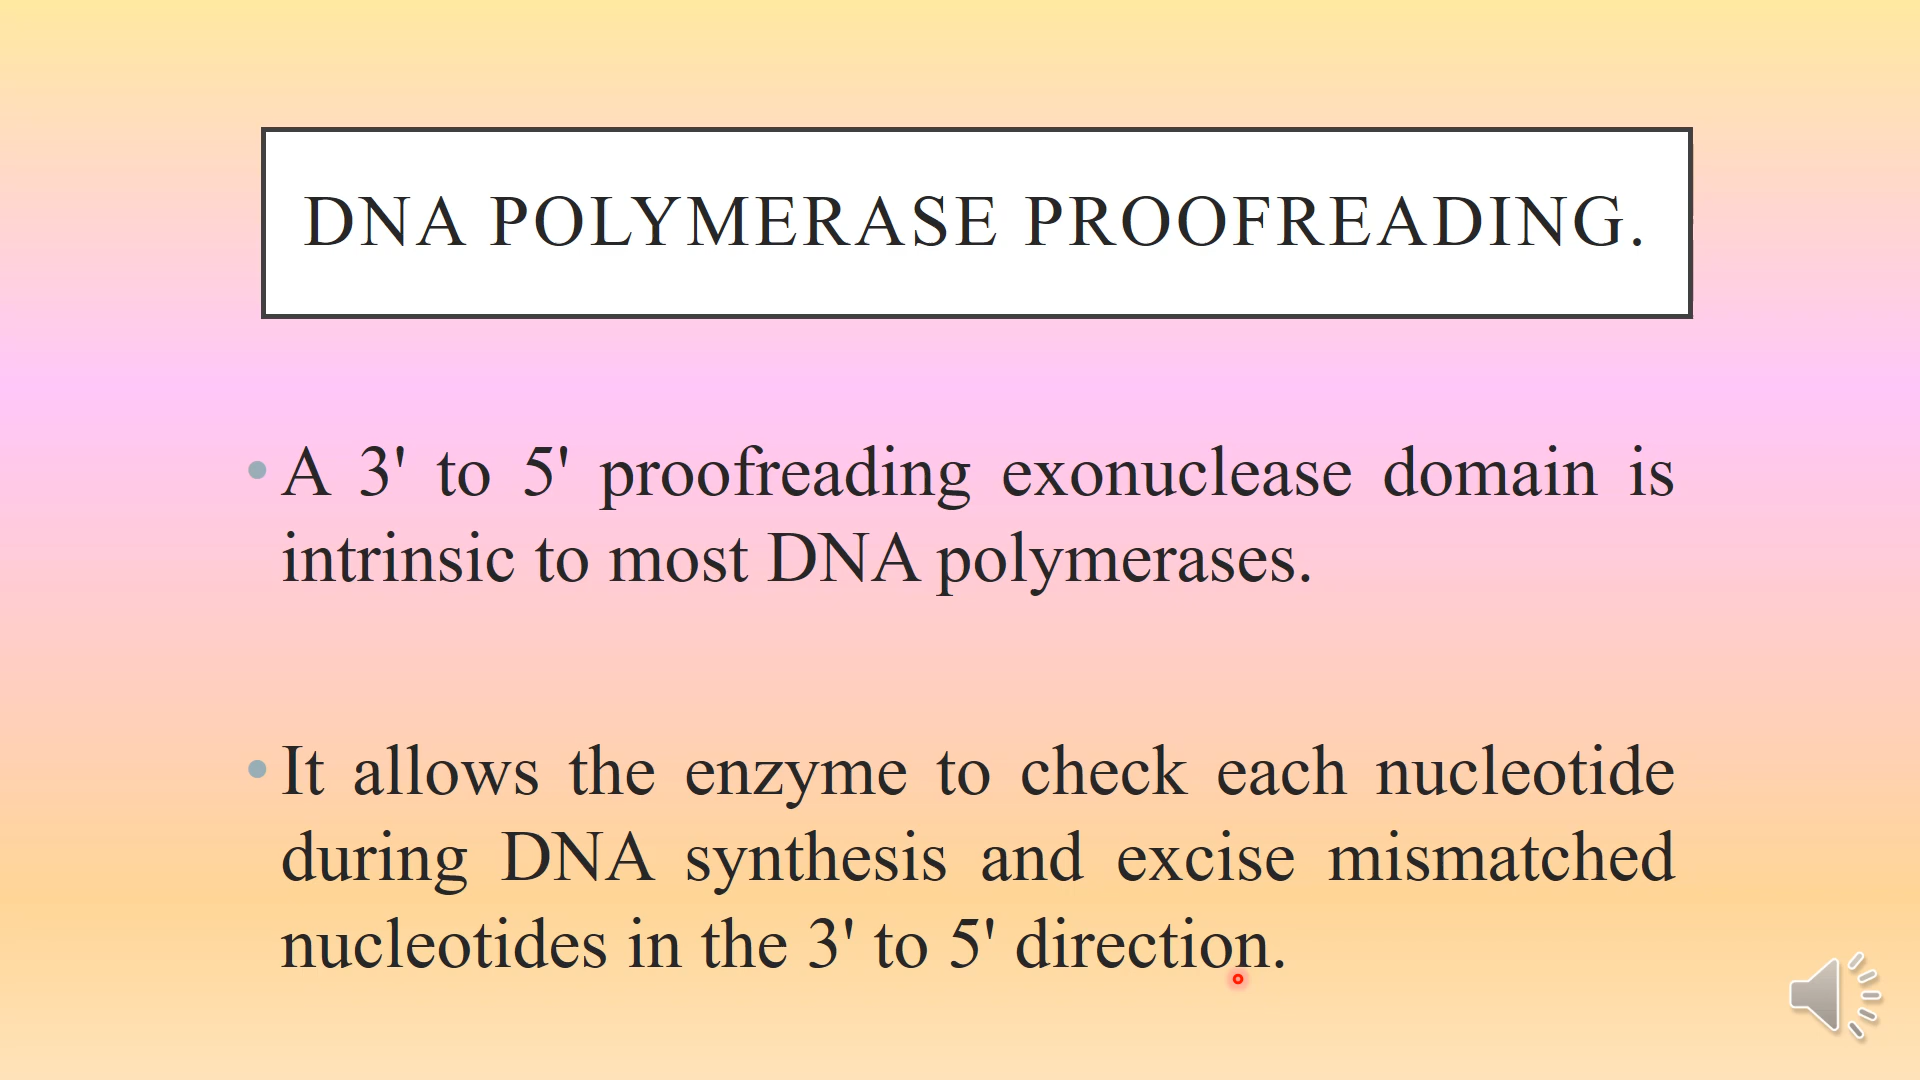 DNA POLYMERASE PROOFREADING.
• A 3' to 5' proofreading exonuclease domain is
intrinsic to most DNA polymerases.
• It allows the enzyme to check each nucleotide
during DNA synthesis and excise mismatched
nucleotides in the 3' to 5' direction.